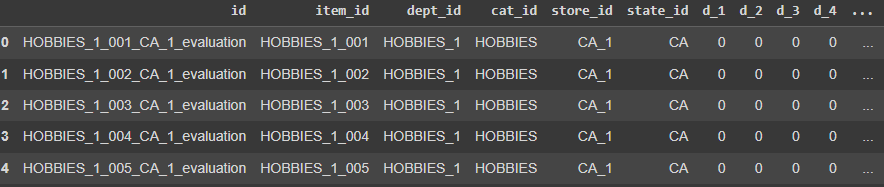 id item_id dept_id cat_id store_id state_id d_1 d_2 d_3 d_4 ...
0 HOBBIES_1_001_CA_1_evaluation HOBBIES_1_001 HOBBIES_1 HOBBIES CA_1 CA 0 0 0 0 ...
1 HOBBIES_1_002_CA_1_evaluation HOBBIES_1_002 HOBBIES_1 HOBBIES CA_1 CA 0 0 0 0 ...
2 HOBBIES_1_003_CA_1_evaluation HOBBIES_1_003 HOBBIES_1 HOBBIES CA_1 CA 0 0 0 0 ...
3 HOBBIES_1_004_CA_1_evaluation HOBBIES_1_004 HOBBIES_1 HOBBIES CA_1 CA 0 0 0 0 ...
4 HOBBIES_1_005_CA_1_evaluation HOBBIES_1_005 HOBBIES_1 HOBBIES CA_1 CA 0 0 0 0 ...